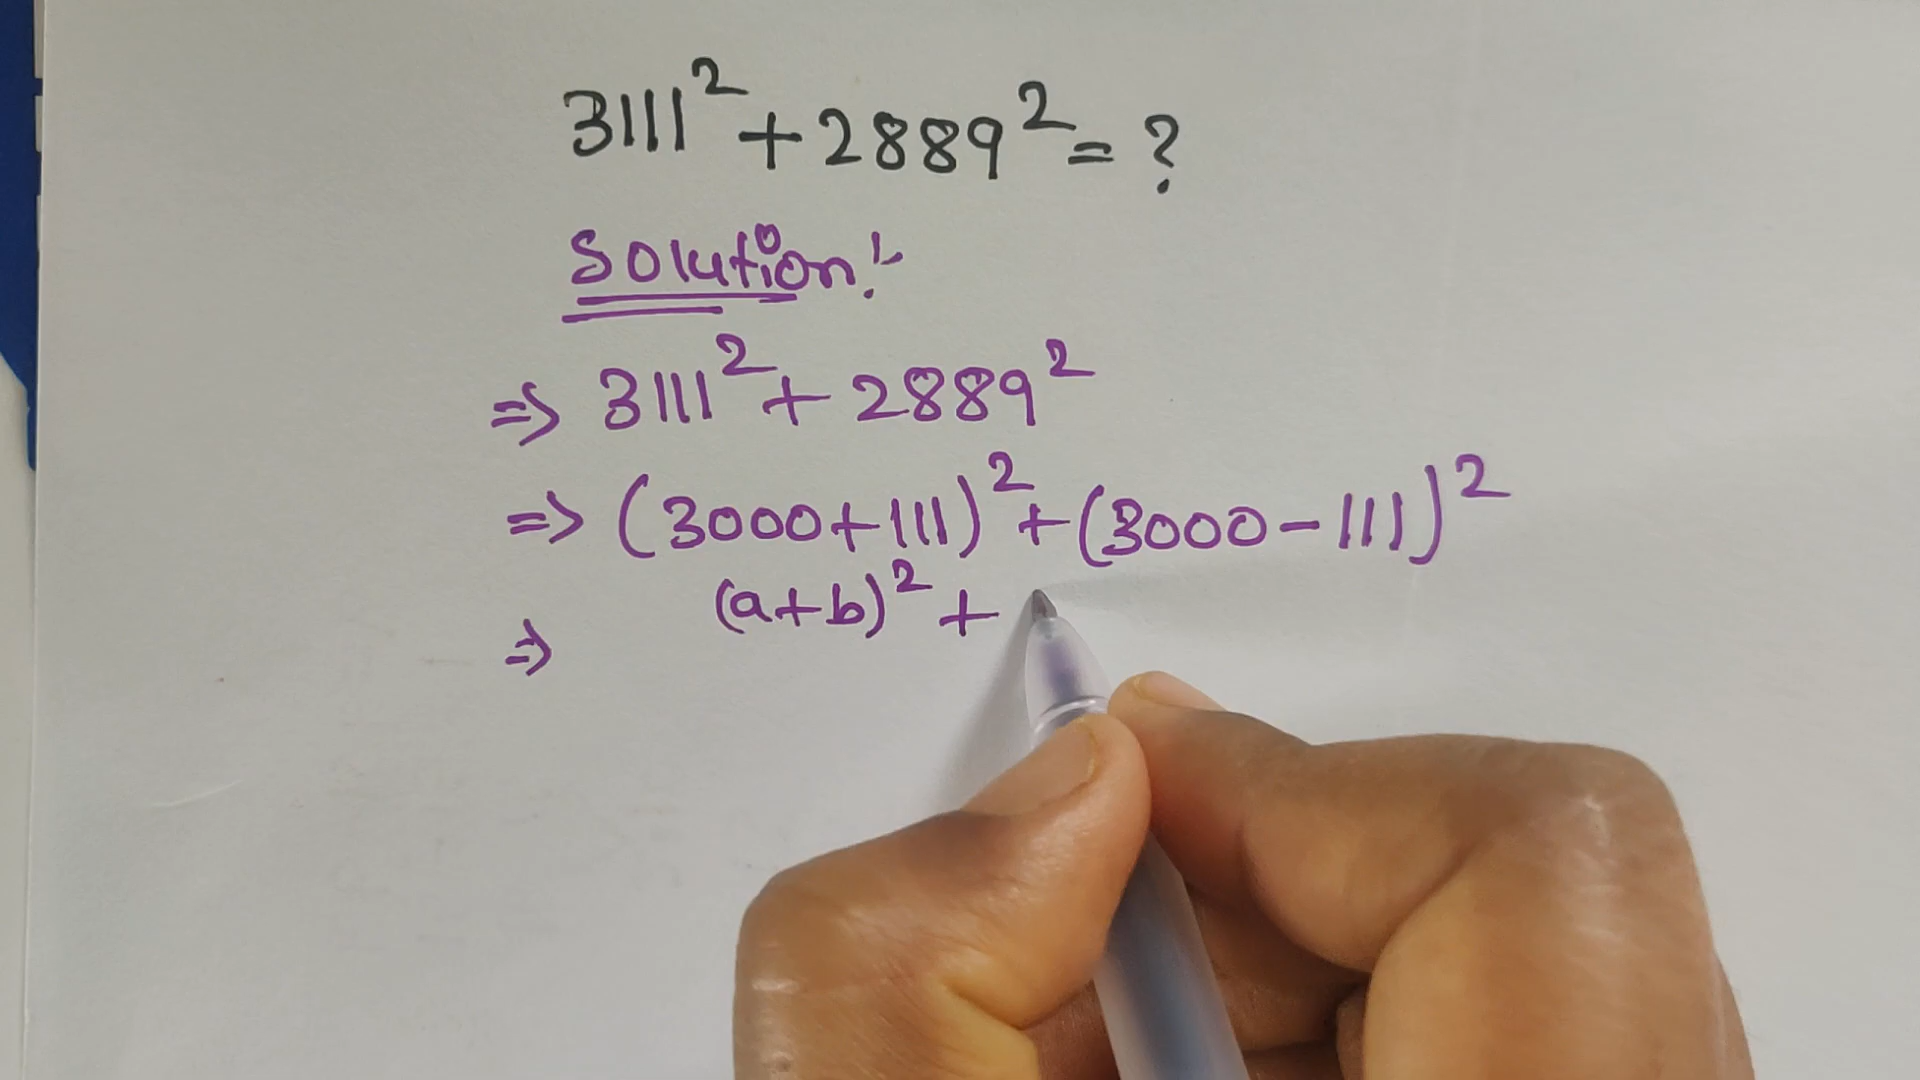 3111² + 2889² = ?
Solution:-
⇒ 3111² + 2889²
⇒ (3000+111)² + (3000-111)²
(a+b)² +
⇒